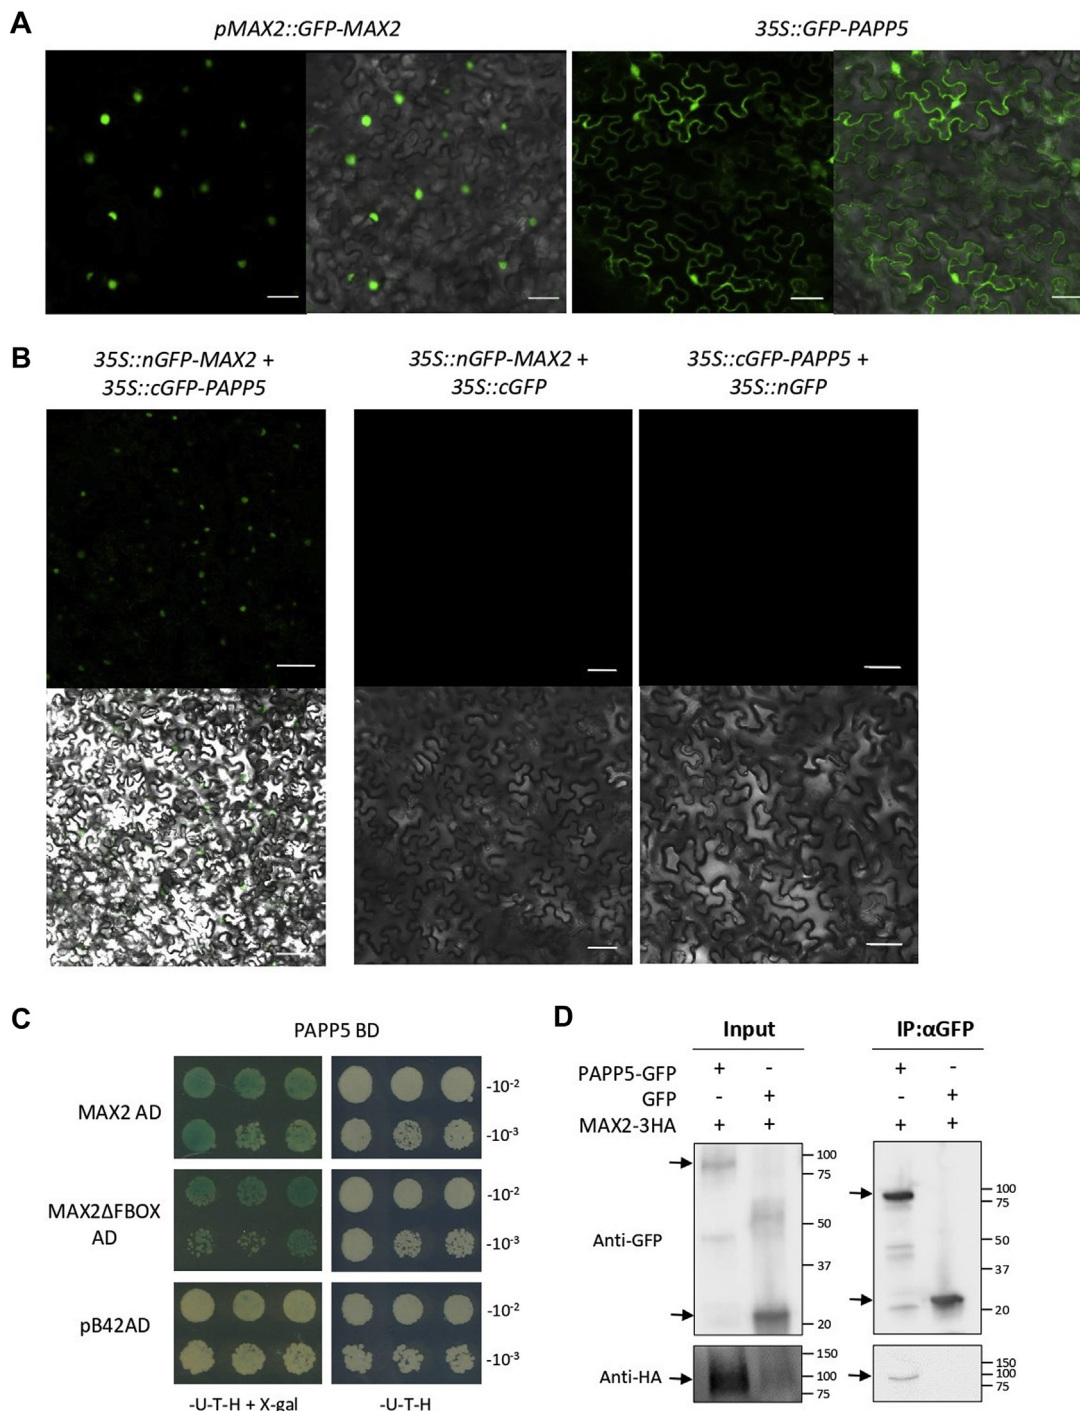 A
pMAX2::GFP-MAX2
35S::GFP-PAPP5
B
35S::nGFP-MAX2 +
35S::cGFP-PAPP5
35S::nGFP-MAX2 +
35S::cGFP
35S::cGFP-PAPP5 +
35S::nGFP
C
PAPP5 BD
MAX2 AD
-10-2
-10-3
MAX2ΔFBOX
AD
-10-2
-10-3
pB42AD
-10-2
-10-3
-U-T-H + X-gal
-U-T-H
D
Input
IP:αGFP
PAPP5-GFP + - + -
GFP - + - +
MAX2-3HA + + + +
Anti-GFP
100
75
50
37
20
100
75
50
37
20
Anti-HA
150
100
75
150
100
75